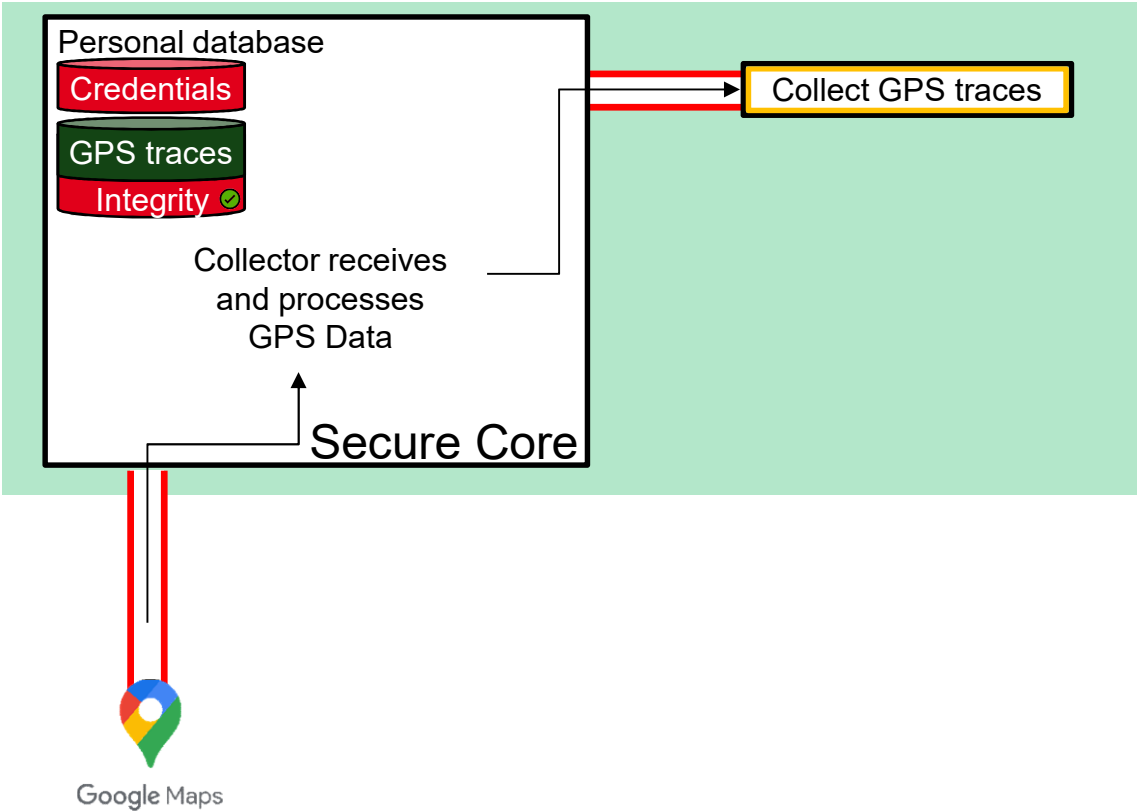 Personal database
Credentials
GPS traces
Integrity
Collect GPS traces
Collector receives
and processes
GPS Data
Secure Core
Google Maps